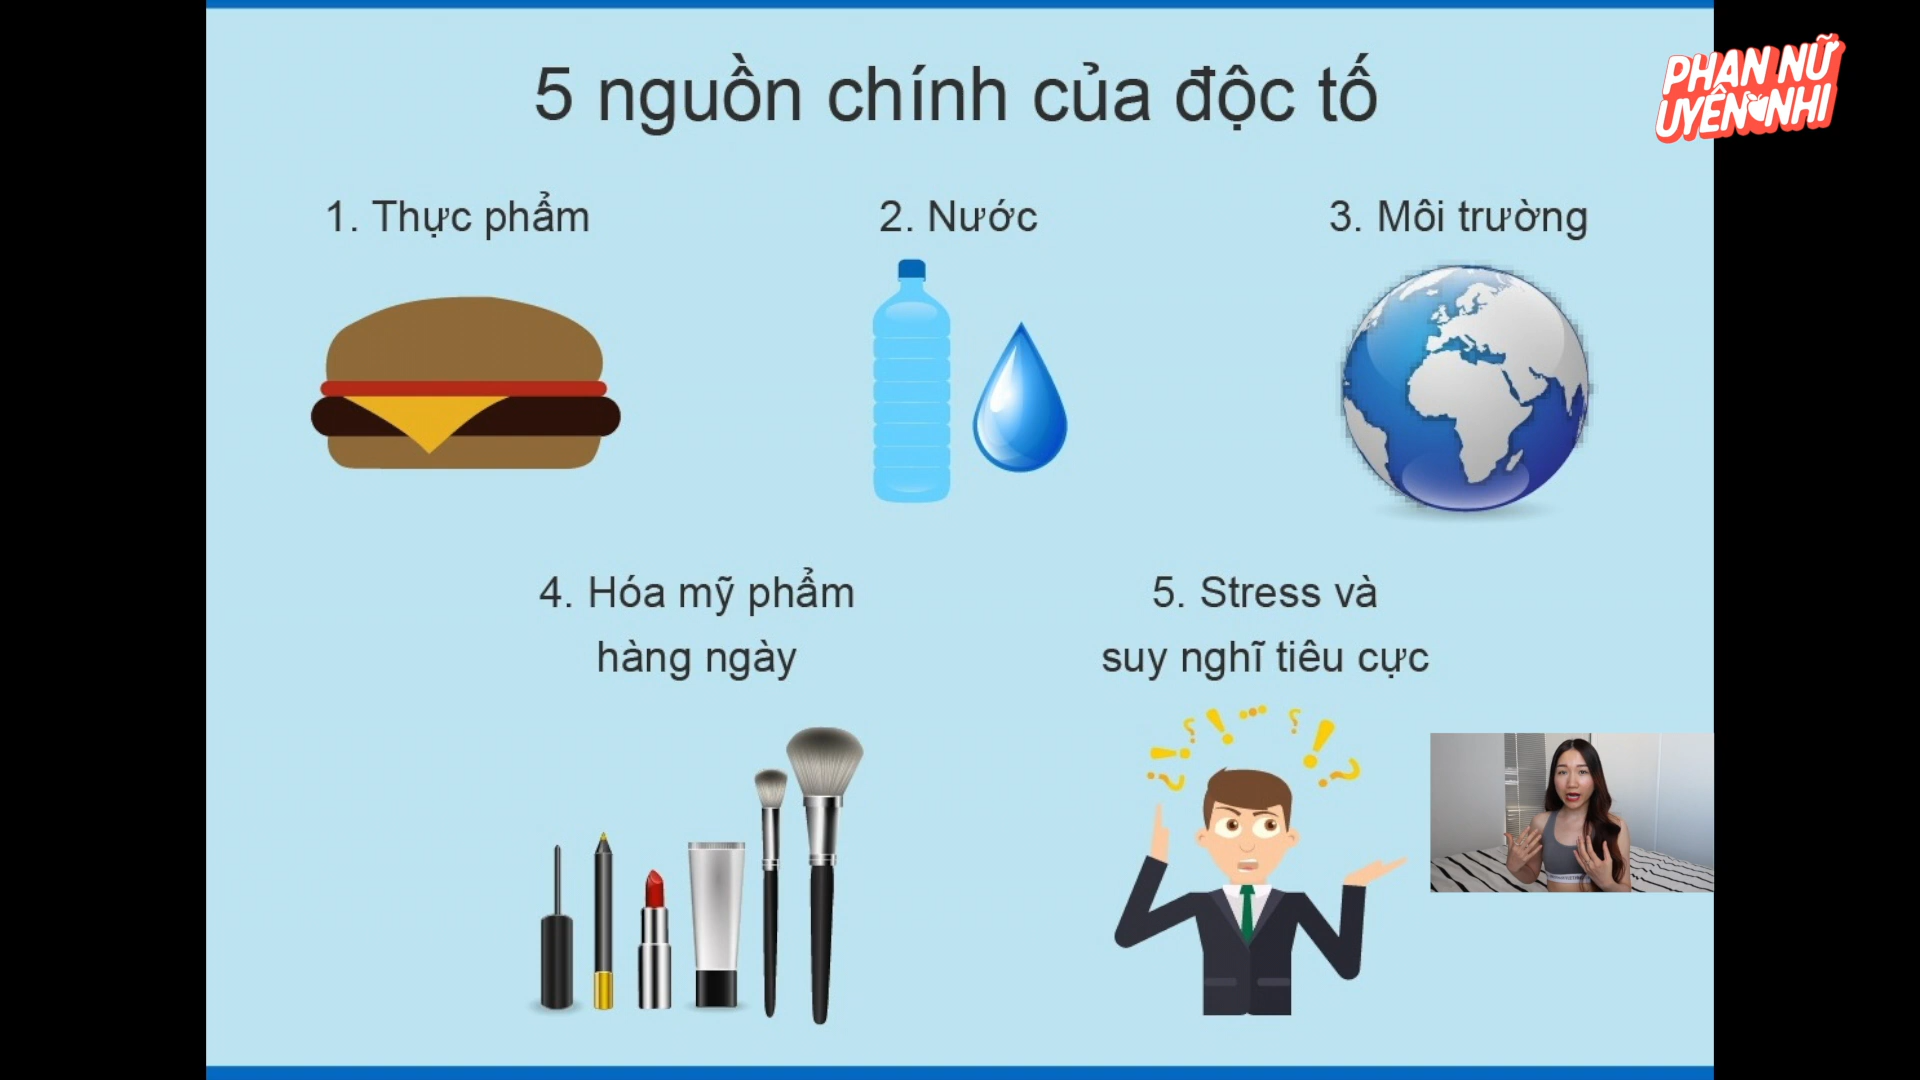 5 nguồn chính của độc tố
PHAN NỮ
UYÊN NHI
1. Thực phẩm
2. Nước
3. Môi trường
4. Hóa mỹ phẩm
hàng ngày
5. Stress và
suy nghĩ tiêu cực